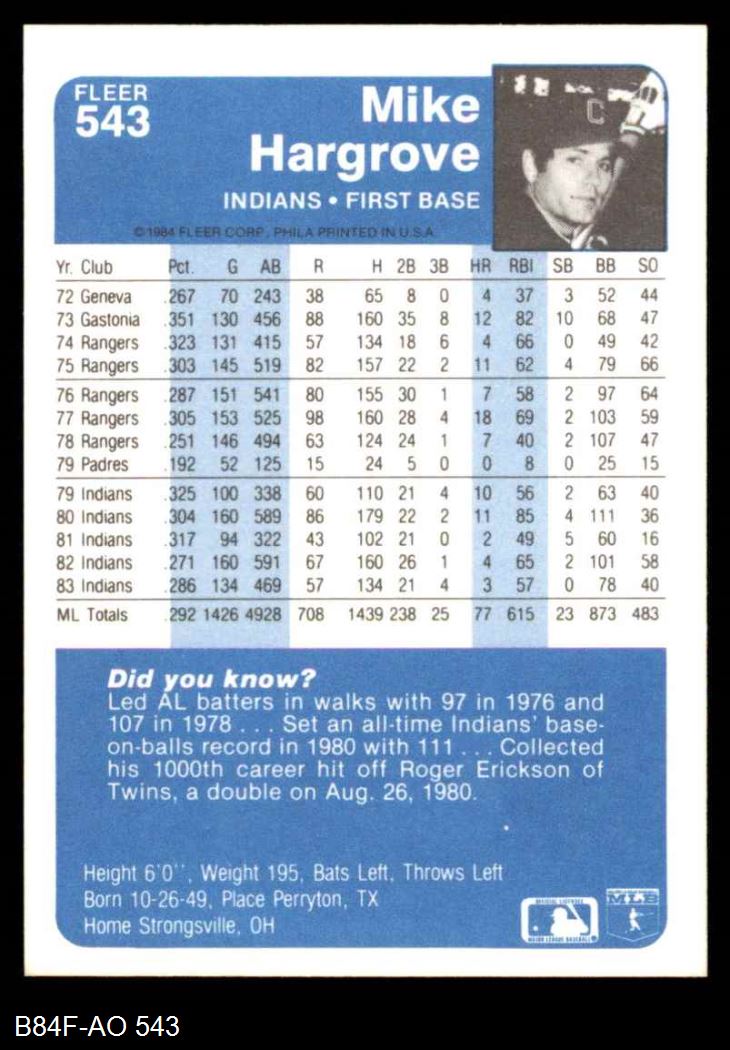 FLEER
543
Mike
Hargrove
INDIANS • FIRST BASE
© 1984 FLEER CORP., PHILA PRINTED IN U.S.A.
C
Yr. Club Pct. G AB R H 2B 3B HR RBI SB BB SO
72 Geneva .267 70 243 38 65 8 0 4 37 3 52 44
73 Gastonia .351 130 456 88 160 35 8 12 82 10 68 47
74 Rangers .323 131 415 57 134 18 6 4 66 0 49 42
75 Rangers .303 145 519 82 157 22 2 11 62 4 79 66
76 Rangers .287 151 541 80 155 30 1 7 58 2 97 64
77 Rangers .305 153 525 98 160 28 4 18 69 2 103 59
78 Rangers .251 146 494 63 124 24 1 7 40 2 107 47
79 Padres .192 52 125 15 24 5 0 0 8 0 25 15
79 Indians .325 100 338 60 110 21 4 10 56 2 63 40
80 Indians .304 160 589 86 179 22 2 11 85 4 111 36
81 Indians .317 94 322 43 102 21 0 2 49 5 60 16
82 Indians .271 160 591 67 160 26 1 4 65 2 101 58
83 Indians .286 134 469 57 134 21 4 3 57 0 78 40
ML Totals .292 1426 4928 708 1439 238 25 77 615 23 873 483
Did you know?
Led AL batters in walks with 97 in 1976 and
107 in 1978 . . . Set an all-time Indians' base-
on-balls record in 1980 with 111 . . . Collected
his 1000th career hit off Roger Erickson of
Twins, a double on Aug. 26, 1980.
Height 6'0'', Weight 195, Bats Left, Throws Left
Born 10-26-49, Place Perryton, TX
Home Strongsville, OH
OFFICIAL LICENSEE
MAJOR LEAGUE BASEBALL
MLB
B84F-AO 543